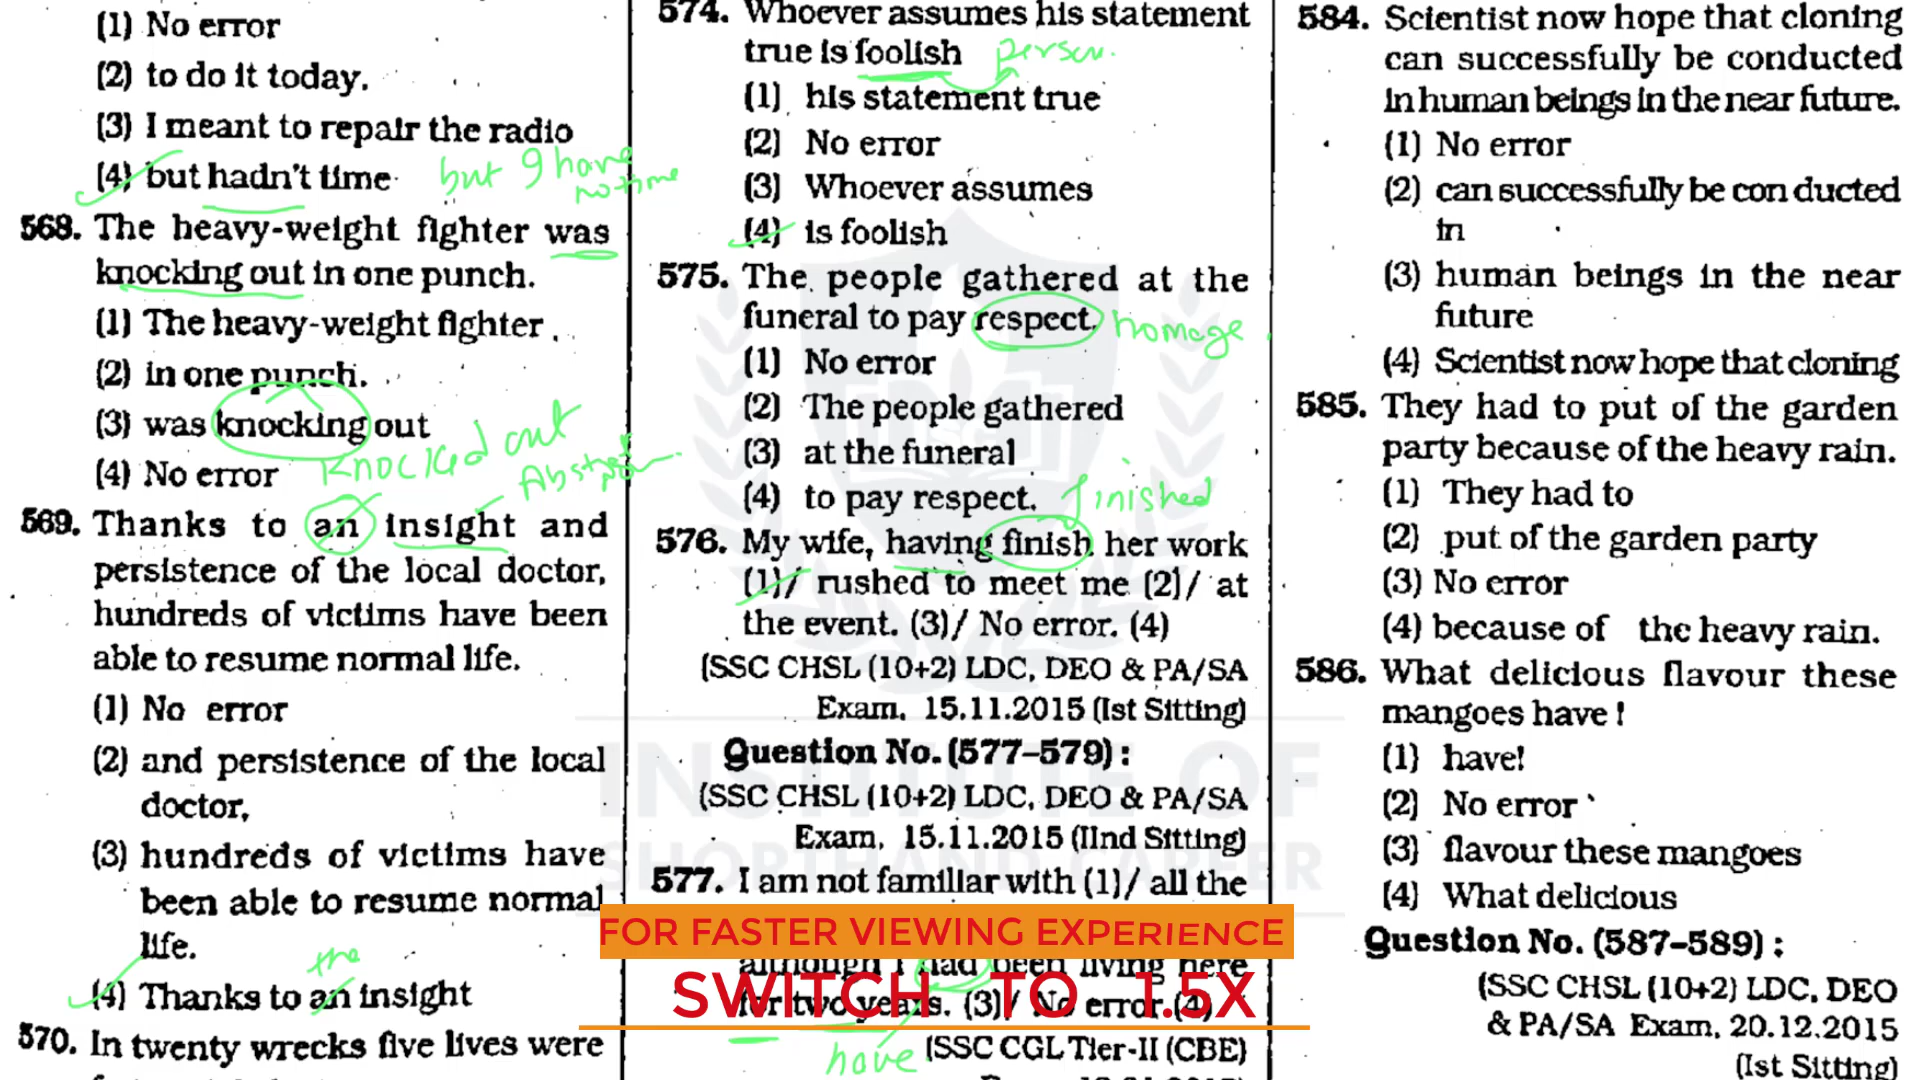 (1) No error
(2) to do it today.
(3) I meant to repair the radio
(4) but hadn't time
but I have
no time
568. The heavy-weight fighter was
knocking out in one punch.
(1) The heavy-weight fighter
(2) in one punch.
(3) was knocking out
(4) No error
knocked out
569. Thanks to an insight and
persistence of the local doctor,
hundreds of victims have been
able to resume normal life.
(1) No error
(2) and persistence of the local
doctor,
(3) hundreds of victims have
been able to resume normal
life.
the
(4) Thanks to an insight
570. In twenty wrecks five lives were
574. Whoever assumes his statement
true is foolish person.
(1) his statement true
(2) No error
(3) Whoever assumes
(4) is foolish
575. The people gathered at the
funeral to pay respect. homage
(1) No error
(2) The people gathered
(3) at the funeral
(4) to pay respect.
finished
576. My wife, having finish her work
(1)/ rushed to meet me (2)/ at
the event. (3)/ No error. (4)
(SSC CHSL (10+2) LDC, DEO & PA/SA
Exam. 15.11.2015 (Ist Sitting)
Question No. (577–579) :
(SSC CHSL (10+2) LDC, DEO & PA/SA
Exam. 15.11.2015 (IInd Sitting)
577. I am not familiar with (1)/ all the
although I had been living here
for two years. (3)/ No error.(4)
have
(SSC CGL Tier-II (CBE)
INSTITUTE OF
SHORTHAND CAREER
FOR FASTER VIEWING EXPERIENCE
SWITCH TO 1.5X
584. Scientist now hope that cloning
can successfully be conducted
in human beings in the near future.
(1) No error
(2) can successfully be con ducted
in
(3) human beings in the near
future
(4) Scientist now hope that cloning
585. They had to put of the garden
party because of the heavy rain.
(1) They had to
(2) put of the garden party
(3) No error
(4) because of the heavy rain.
586. What delicious flavour these
mangoes have !
(1) have!
(2) No error
(3) flavour these mangoes
(4) What delicious
Question No. (587–589) :
(SSC CHSL (10+2) LDC, DEO
& PA/SA Exam. 20.12.2015
(Ist Sitting)